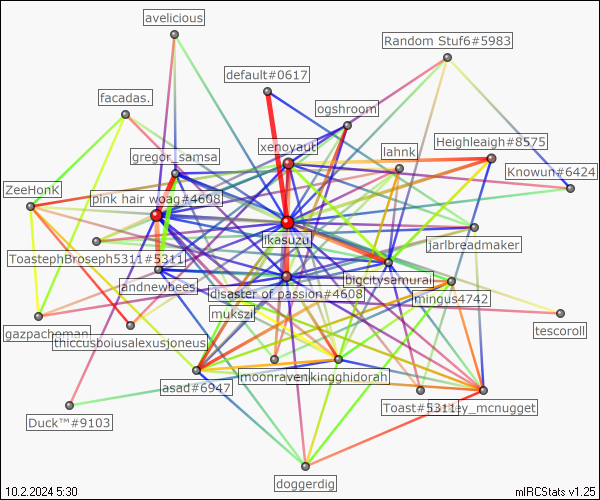 avelicious
Random Stuf6#5983
default#0617
facadas.
ogshroom
xenoyaut
lahnk
Heighleaigh#8575
gregor_samsa
Knowun#6424
ZeeHonK
pink hair woag#4608
ikasuzu
jarlbreadmaker
ToastephBroseph5311#5311
andnewbees
bigcitysamurai
disaster of passion#4608
mingus4742
mukszi
gazpachoman
tescoroll
thiccusboiusalexusjoneus
moonraven
kingghidorah
asad#6947
Toast#5311
ey_mcnugget
Duck™#9103
doggerdig
10.2.2024 5:30
mIRCStats v1.25